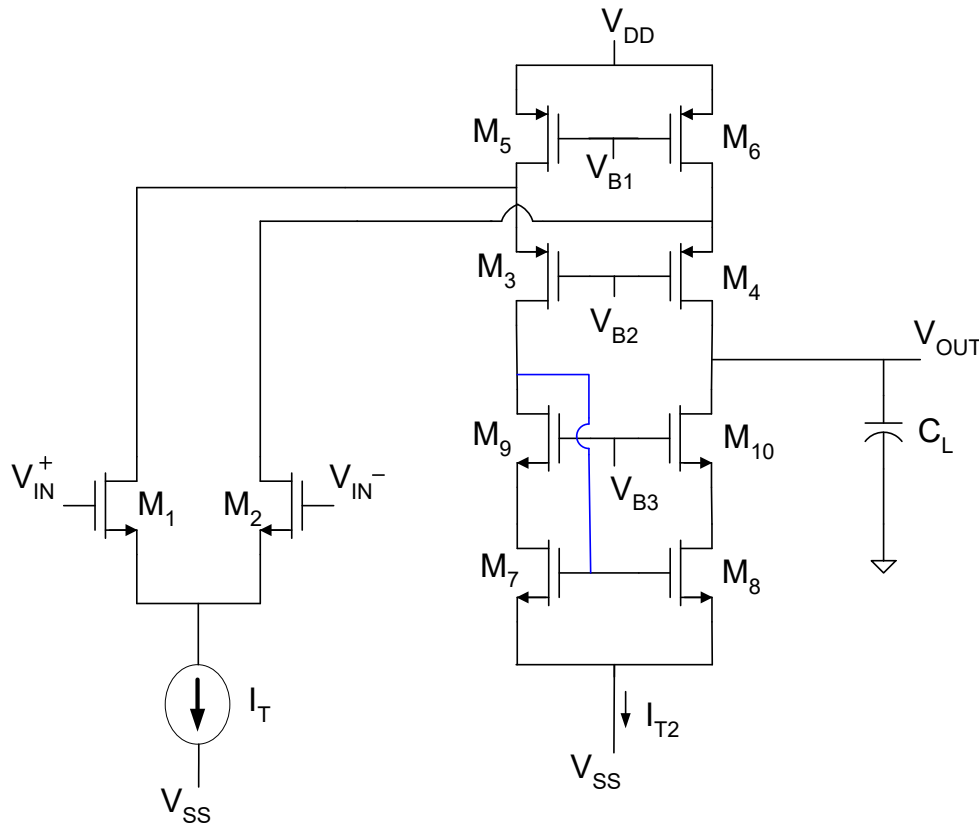 V_DD
M_5
M_6
V_B1
M_3
M_4
V_B2
V_OUT
M_9
M_10
C_L
V_IN^+
M_1
M_2
V_IN^−
V_B3
M_7
M_8
I_T
I_T2
V_SS
V_SS